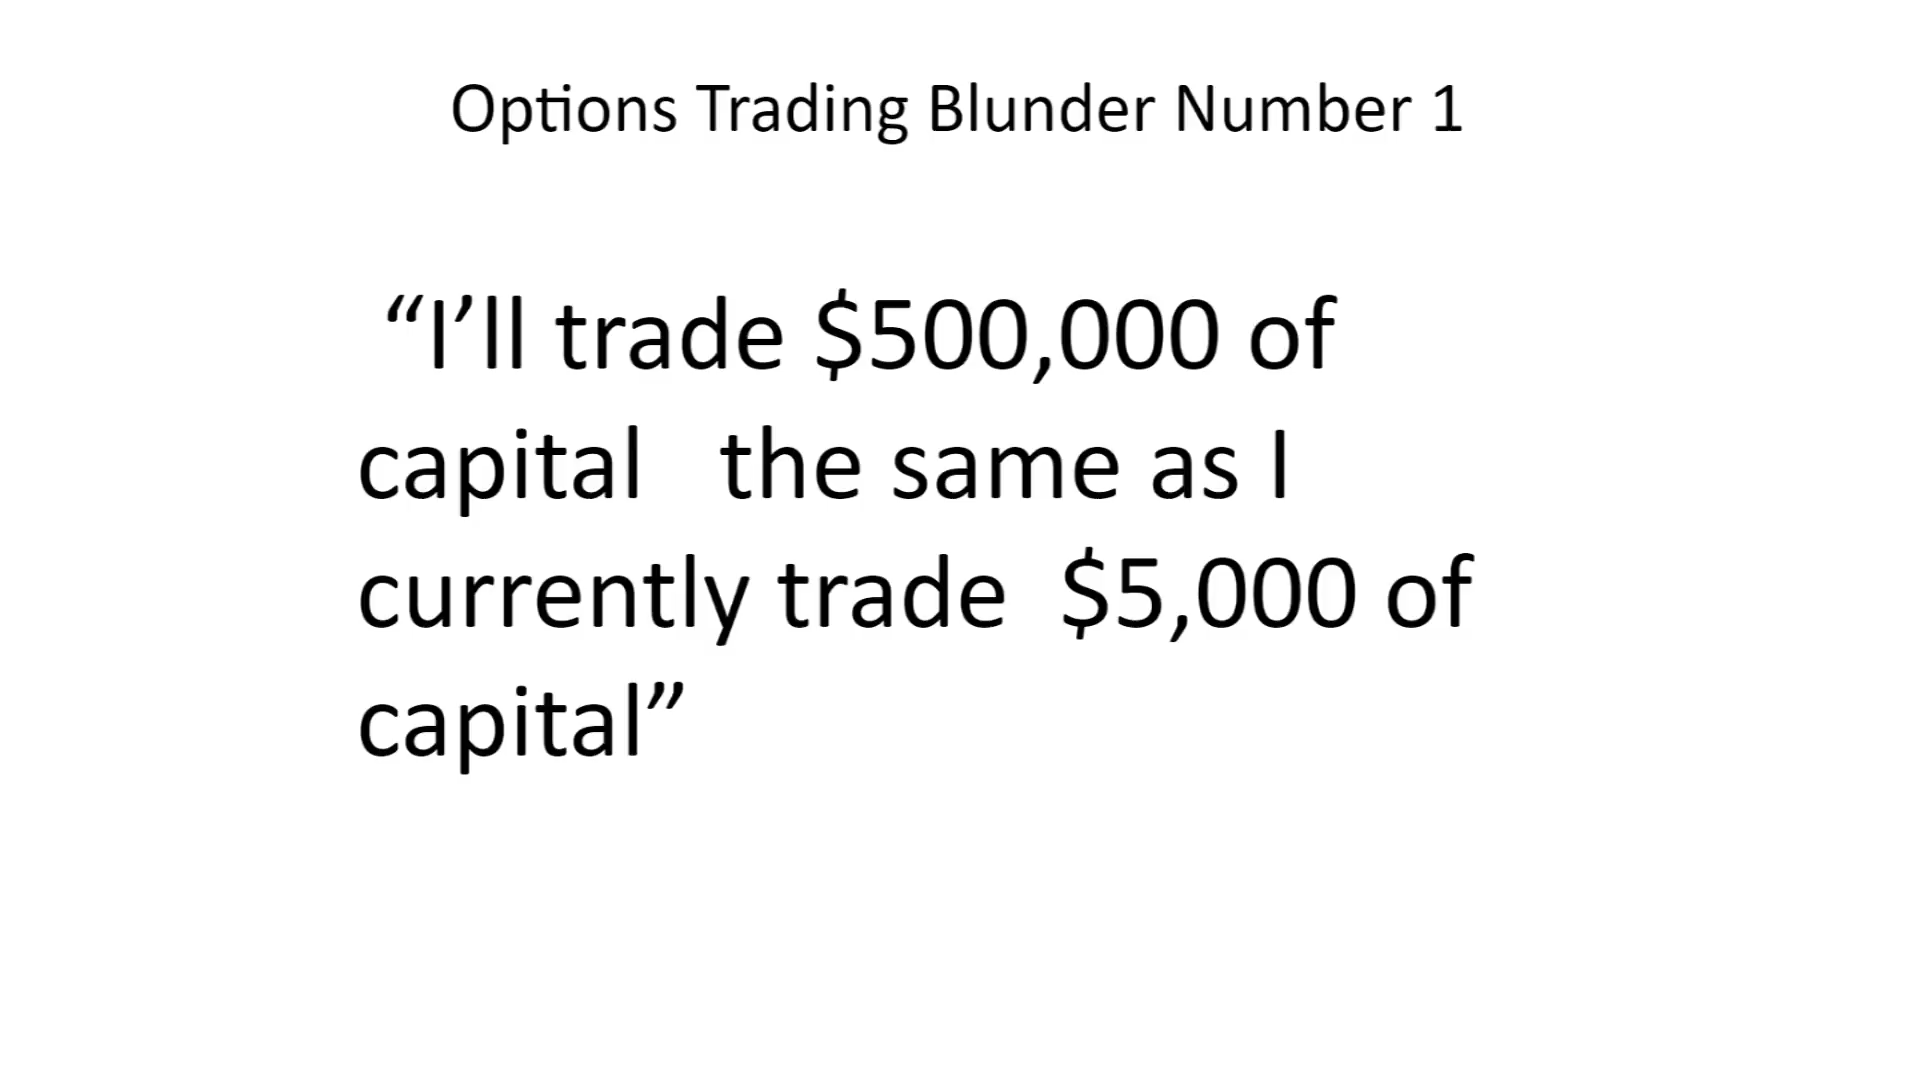 Options Trading Blunder Number 1
“I’ll trade $500,000 of
capital   the same as I
currently trade  $5,000 of
capital”